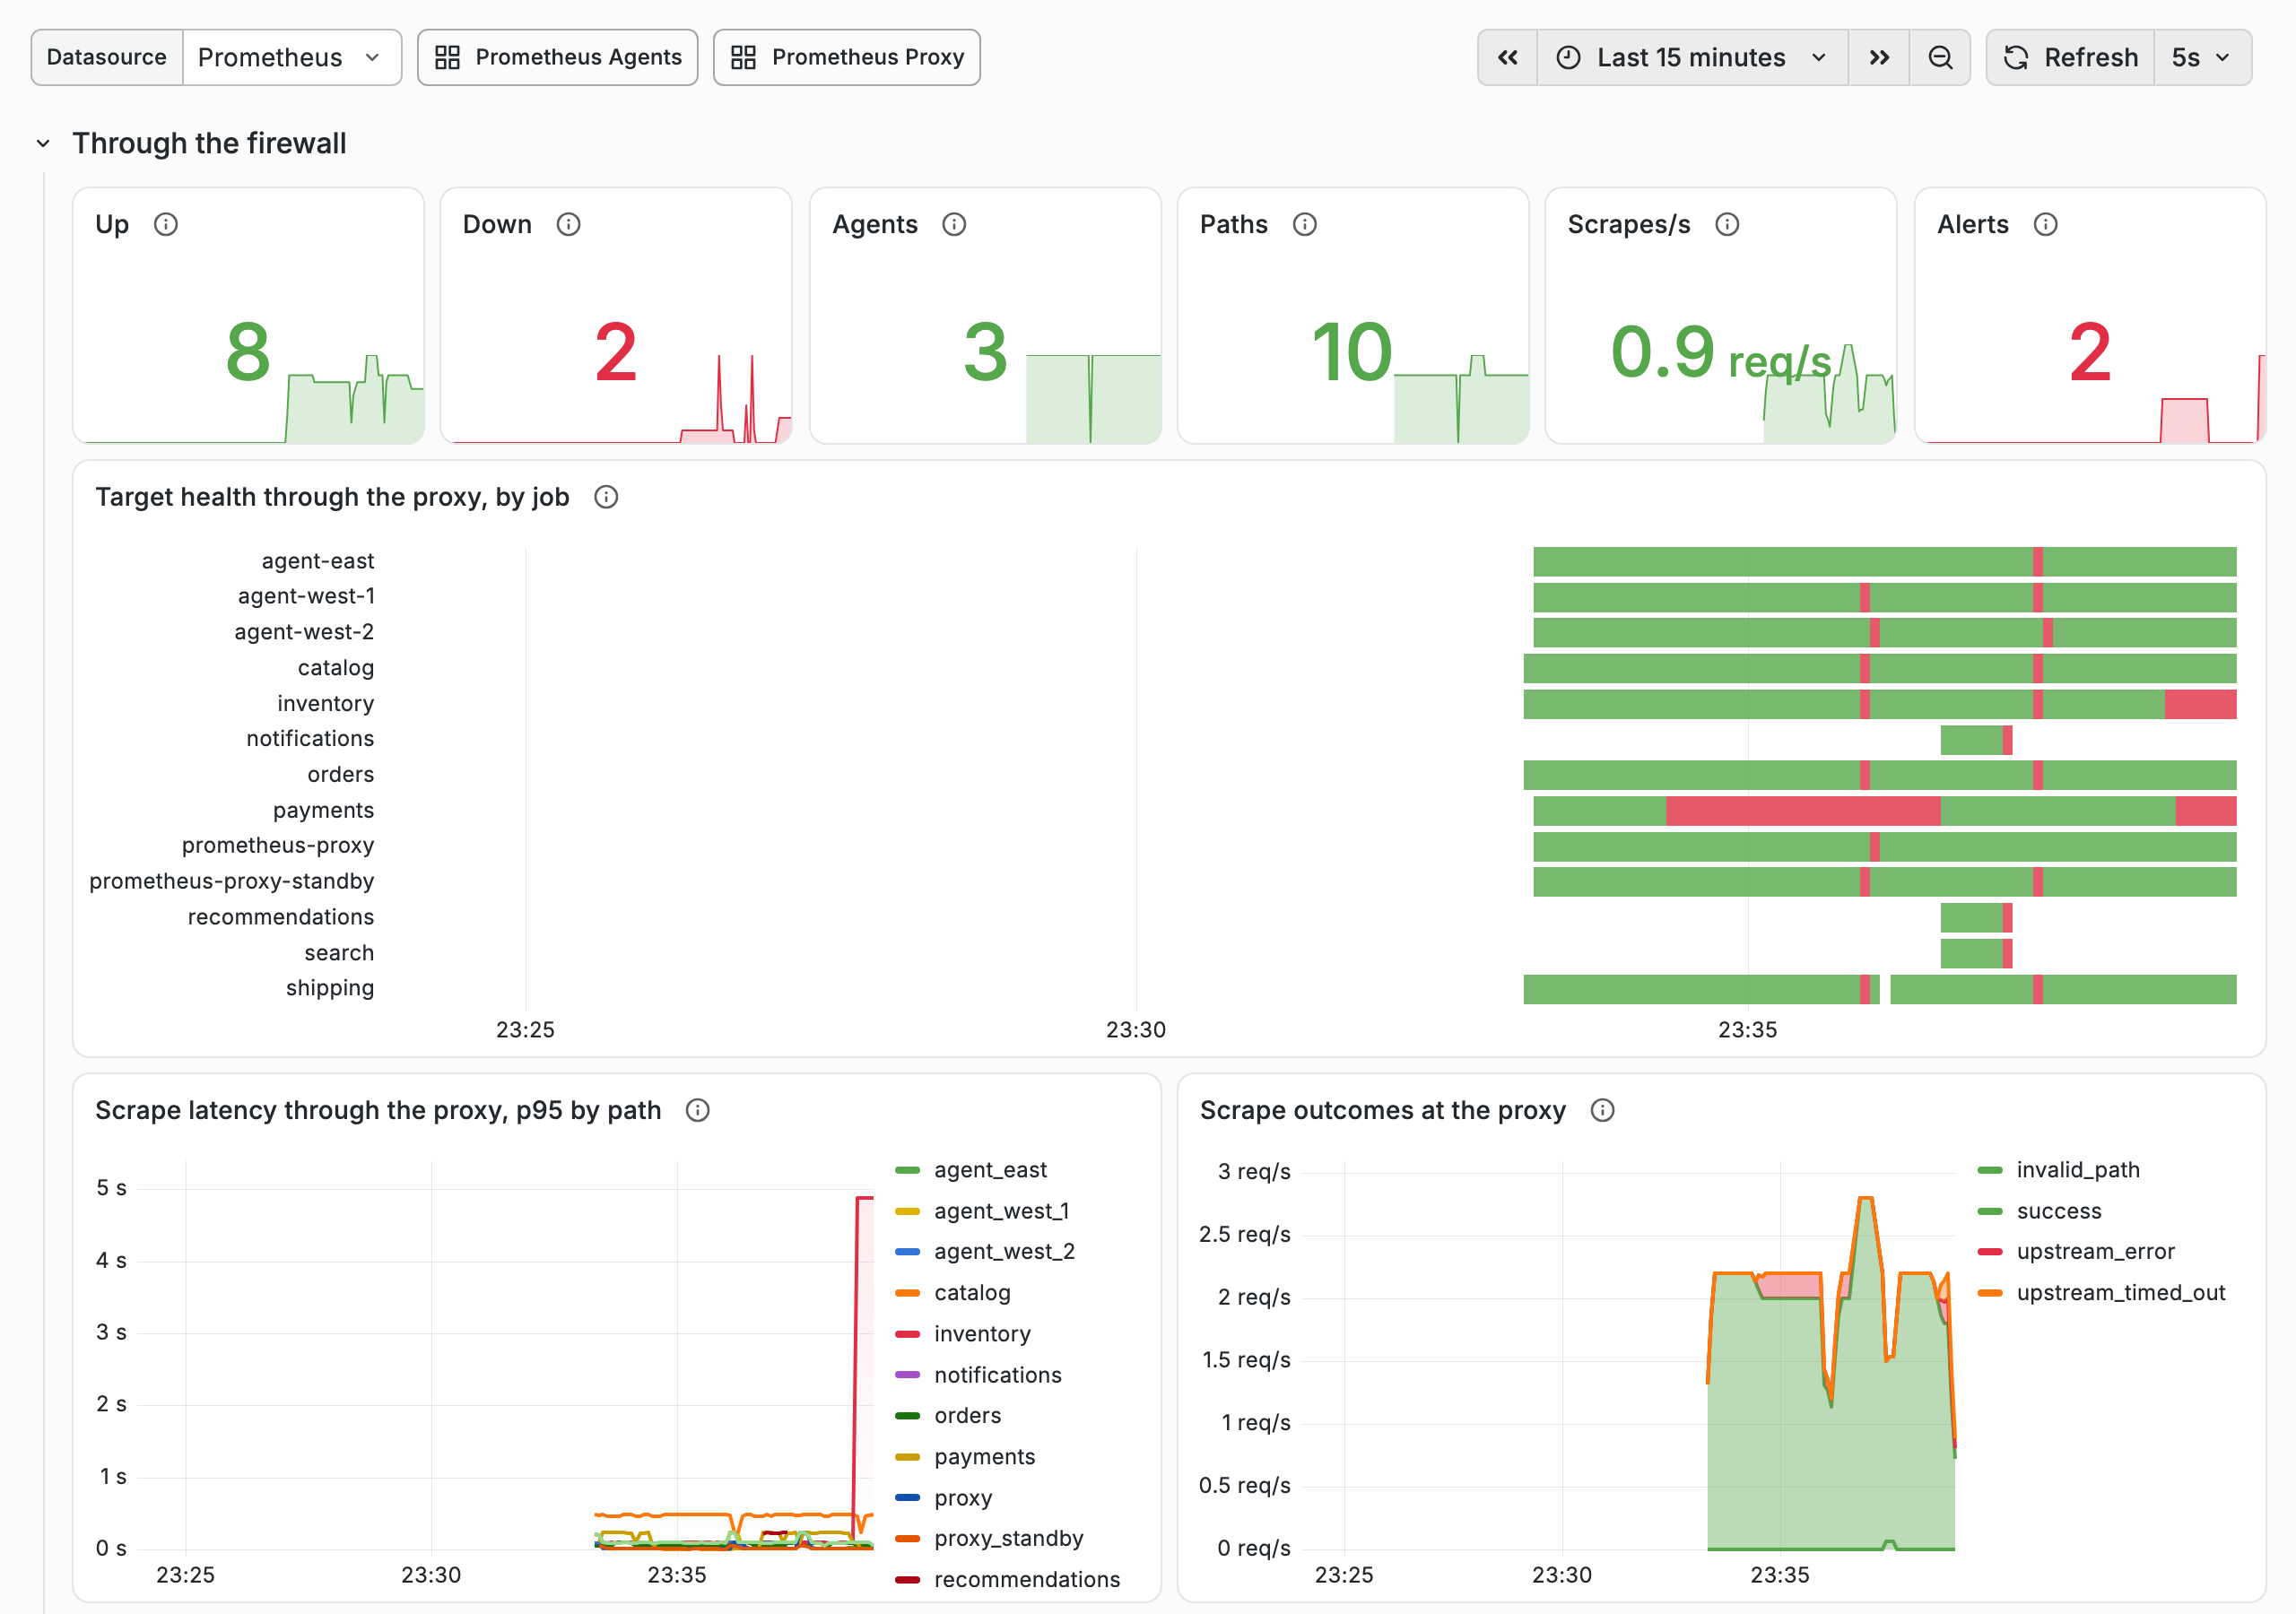 Datasource Prometheus Prometheus Agents Prometheus Proxy Last 15 minutes Refresh 5s
Through the firewall
Up Down Agents Paths Scrapes/s Alerts
8 2 3 10 0.9 req/s 2
Target health through the proxy, by job
agent-east
agent-west-1
agent-west-2
catalog
inventory
notifications
orders
payments
prometheus-proxy
prometheus-proxy-standby
recommendations
search
shipping
23:25 23:30 23:35
Scrape latency through the proxy, p95 by path
5 s
4 s
3 s
2 s
1 s
0 s
23:25 23:30 23:35
agent_east
agent_west_1
agent_west_2
catalog
inventory
notifications
orders
payments
proxy
proxy_standby
recommendations
Scrape outcomes at the proxy
3 req/s
2.5 req/s
2 req/s
1.5 req/s
1 req/s
0.5 req/s
0 req/s
23:25 23:30 23:35
invalid_path
success
upstream_error
upstream_timed_out